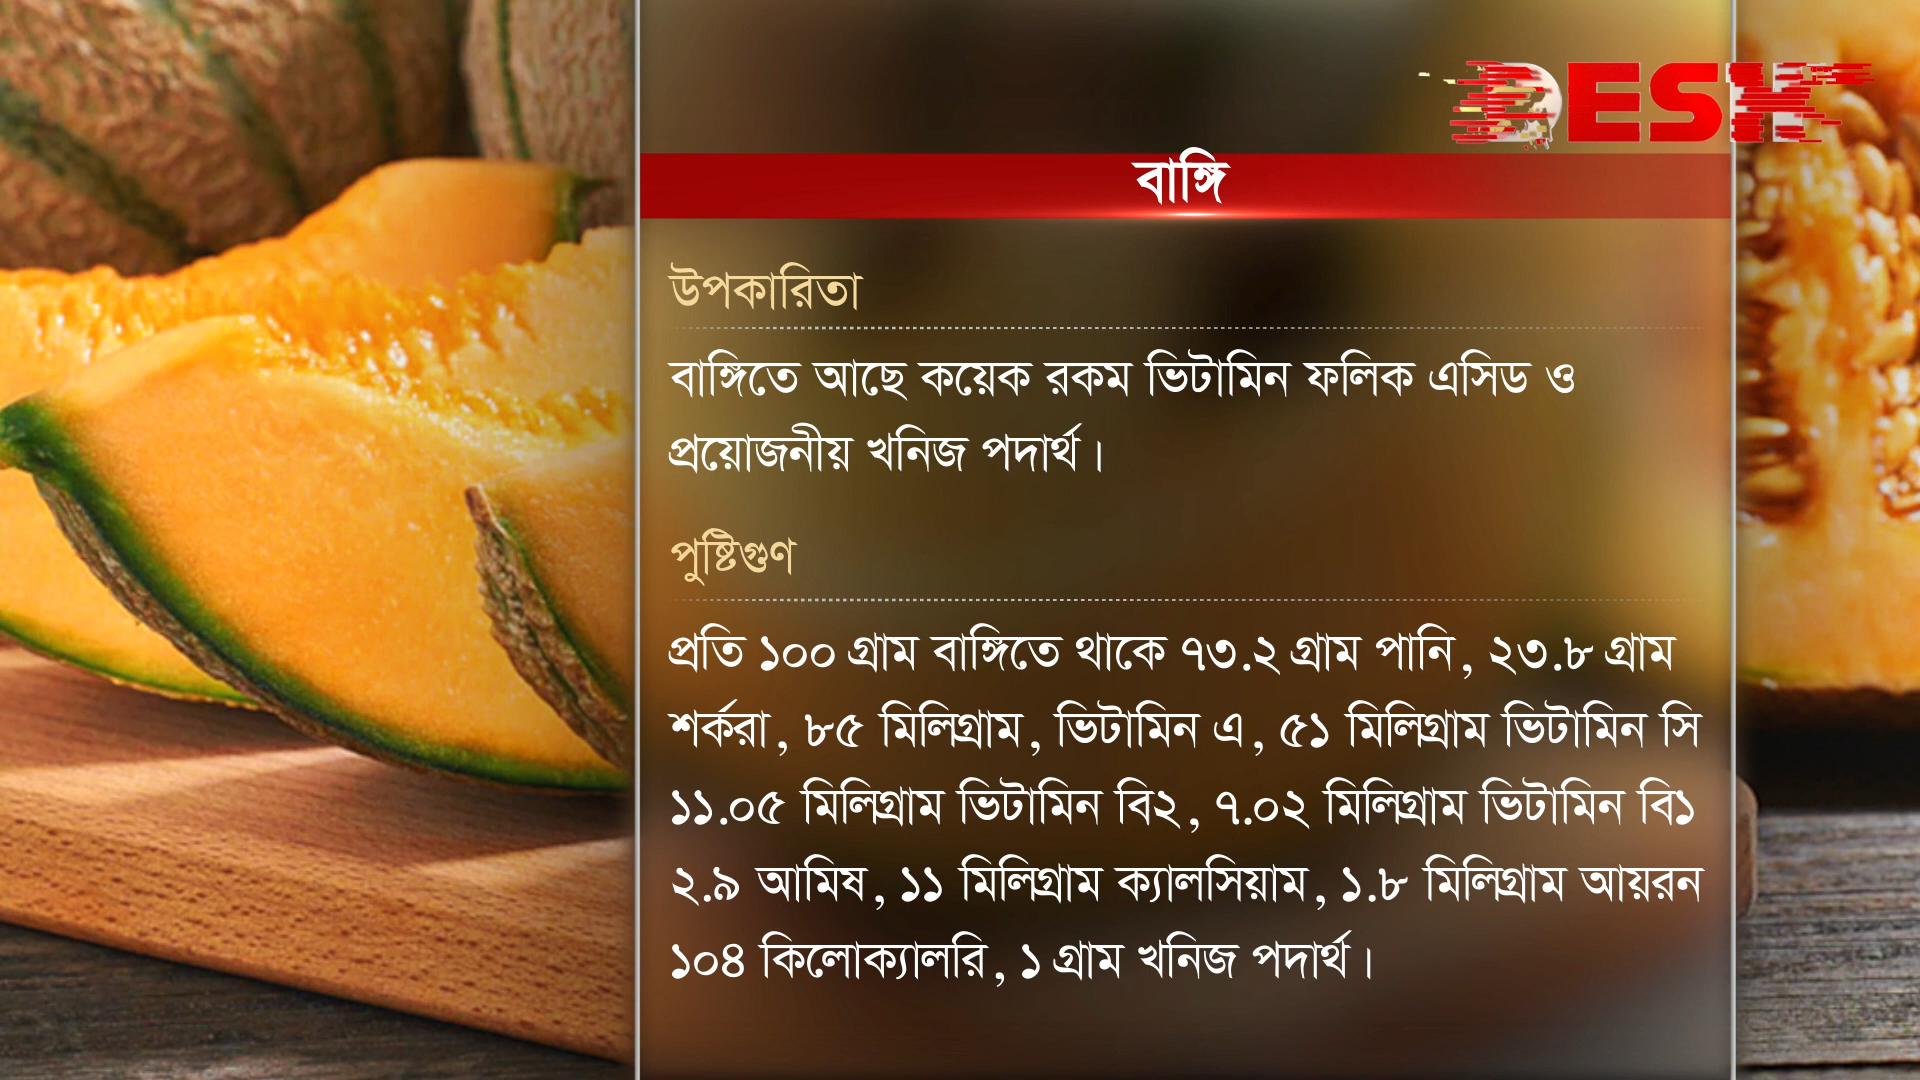 DESK
বাঙ্গি
উপকারিতা
বাঙ্গিতে আছে কয়েক রকম ভিটামিন ফলিক এসিড ও
প্রয়োজনীয় খনিজ পদার্থ।
পুষ্টিগুণ
প্রতি ১০০ গ্রাম বাঙ্গিতে থাকে ৭৩.২ গ্রাম পানি, ২৩.৮ গ্রাম
শর্করা, ৮৫ মিলিগ্রাম, ভিটামিন এ, ৫১ মিলিগ্রাম ভিটামিন সি
১১.০৫ মিলিগ্রাম ভিটামিন বি২, ৭.০২ মিলিগ্রাম ভিটামিন বি১
২.৯ আমিষ, ১১ মিলিগ্রাম ক্যালসিয়াম, ১.৮ মিলিগ্রাম আয়রন
১০৪ কিলোক্যালরি, ১ গ্রাম খনিজ পদার্থ।